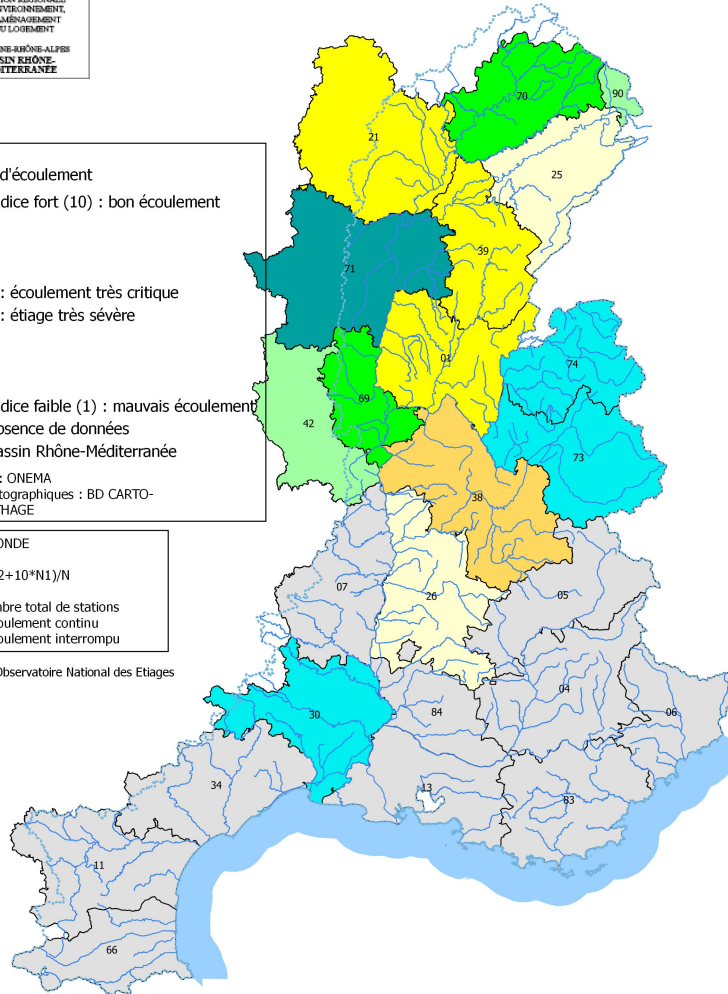 VIRONNEMENT,
AMÉNAGEMENT
U LOGEMENT
NE-RHÔNE-ALPES
SIN RHÔNE-
ITERRANÉE
d'écoulement
dice fort (10) : bon écoulement
: écoulement très critique
: étiage très sévère
dice faible (1) : mauvais écoulement
bsence de données
assin Rhône-Méditerranée
: ONEMA
tographiques : BD CARTO-
HAGE
ONDE
2+10*N1)/N
bre total de stations
oulement continu
oulement interrompu
Observatoire National des Etiages
70
90
21
25
39
71
01
74
69
42
73
38
07
05
26
04
06
30
84
34
13
83
11
66